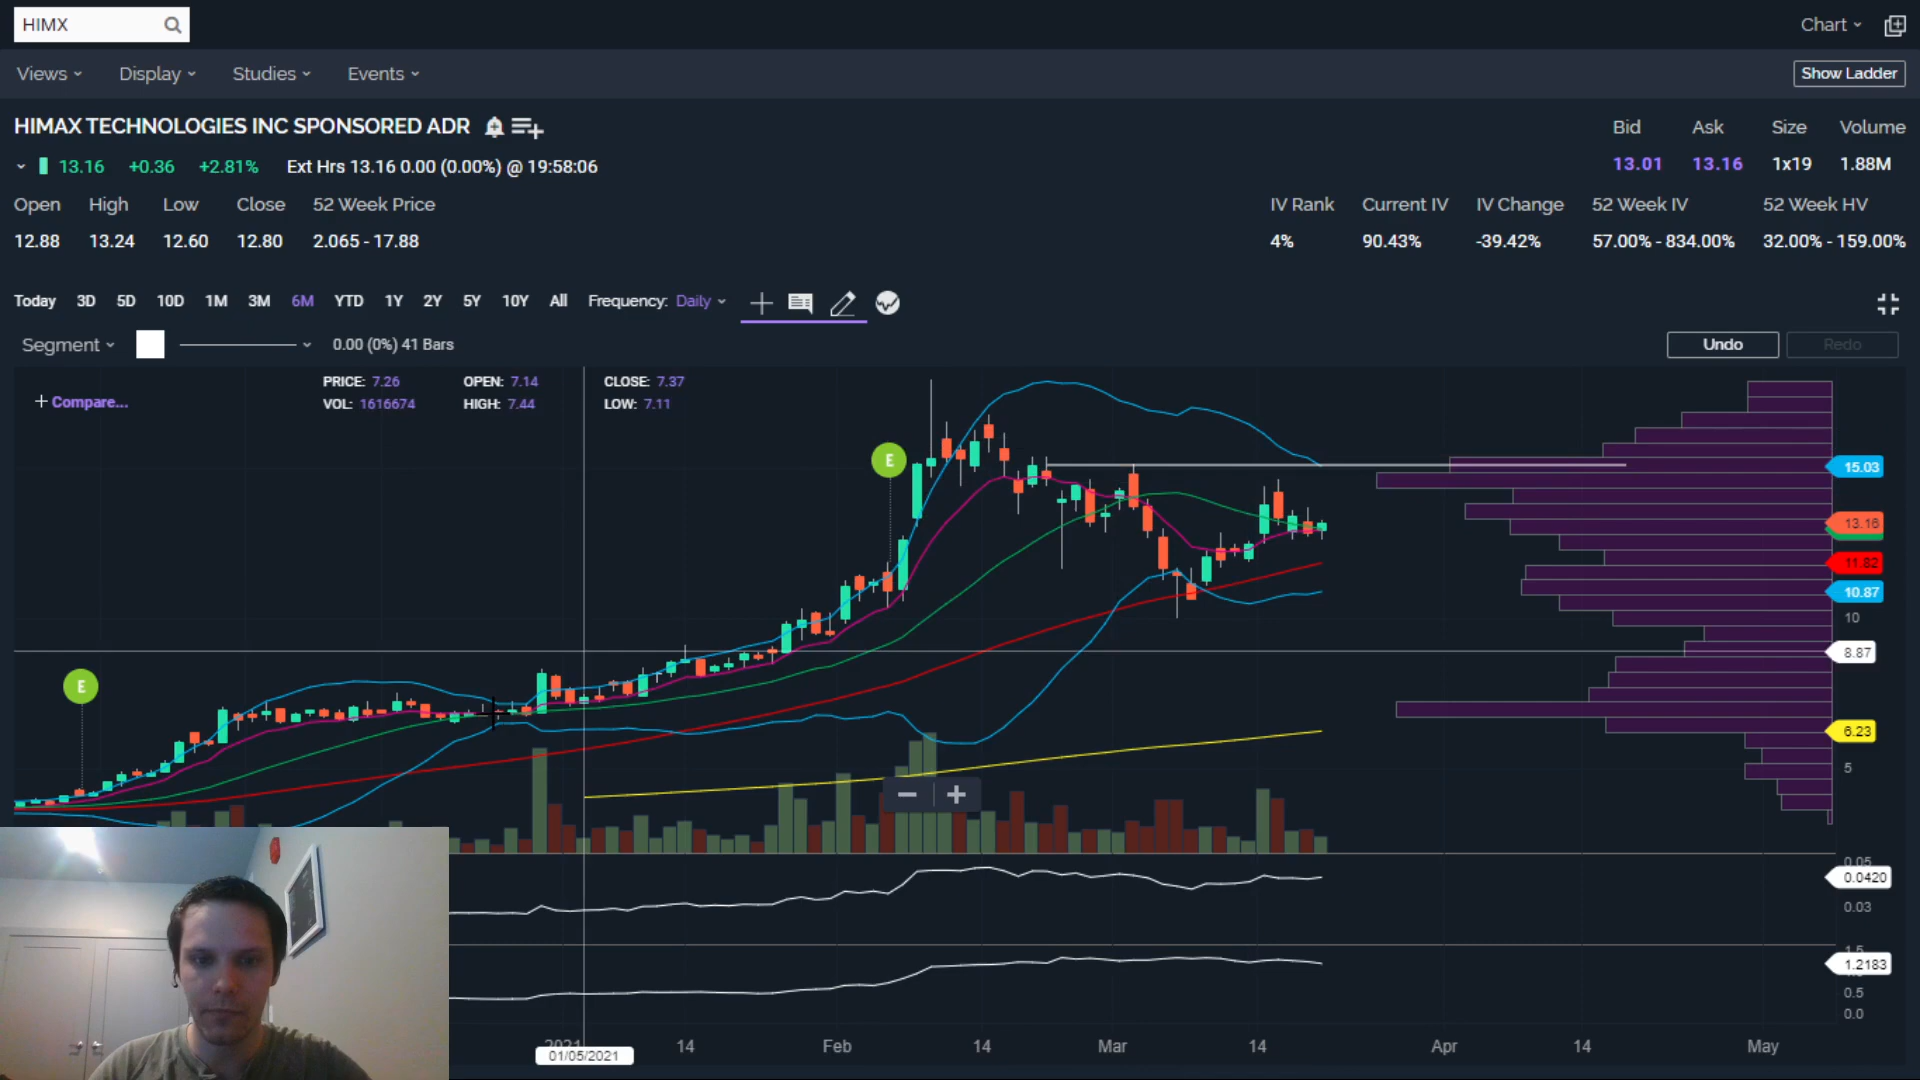 HIMX
Chart
Views Display Studies Events
Show Ladder
HIMAX TECHNOLOGIES INC SPONSORED ADR
Bid Ask Size Volume
13.16 +0.36 +2.81% Ext Hrs 13.16 0.00 (0.00%) @ 19:58:06
13.01 13.16 1x19 1.88M
Open High Low Close 52 Week Price
IV Rank Current IV IV Change 52 Week IV 52 Week HV
12.88 13.24 12.60 12.80 2.065 - 17.88
4% 90.43% -39.42% 57.00% - 834.00% 32.00% - 159.00%
Today 3D 5D 10D 1M 3M 6M YTD 1Y 2Y 5Y 10Y All Frequency: Daily
Segment 0.00 (0%) 41 Bars
Undo Redo
PRICE: 7.26 OPEN: 7.14 CLOSE: 7.37
+ Compare...
VOL: 1616674 HIGH: 7.44 LOW: 7.11
E
15.03
13.16
11.82
10.87
10
8.87
E
6.23
5
0.05
0.0420
0.03
1.5
1.2183
0.5
0.0
2021 14 Feb 14 Mar 14 Apr 14 May
01/05/2021